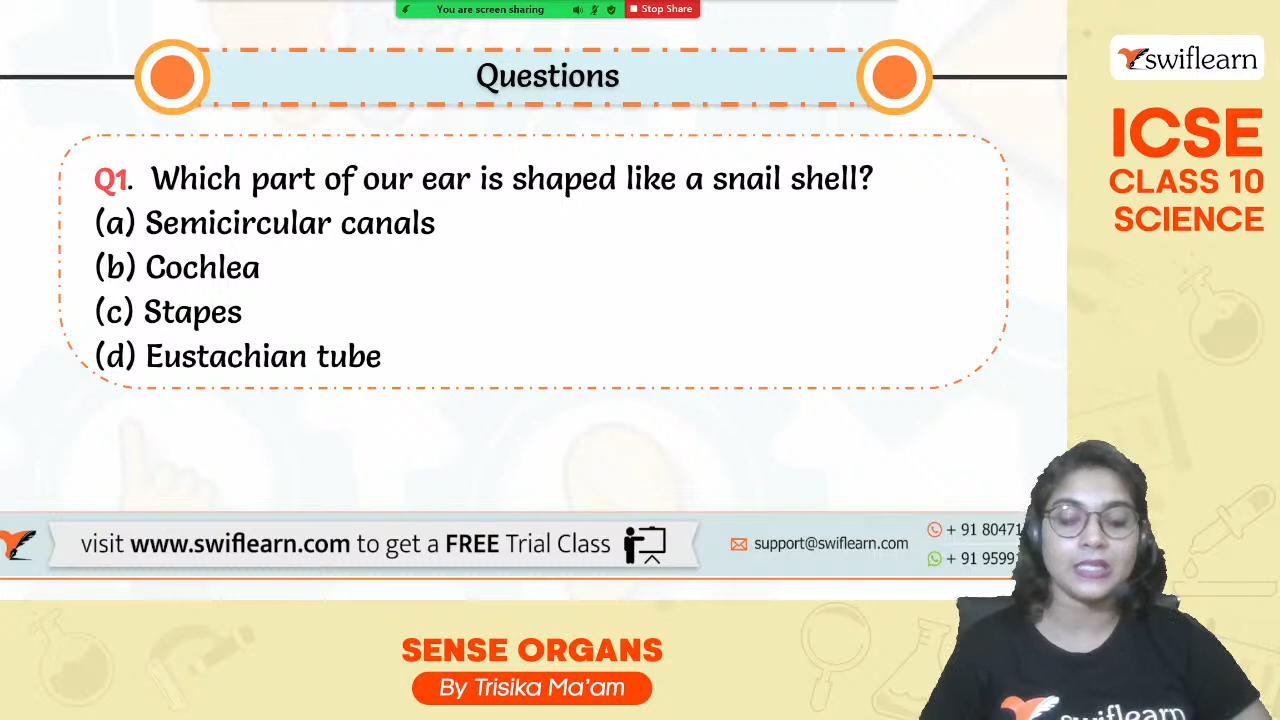 You are screen sharing
Stop Share
Questions
swiflearn
ICSE
CLASS 10
SCIENCE
Q1. Which part of our ear is shaped like a snail shell?
(a) Semicircular canals
(b) Cochlea
(c) Stapes
(d) Eustachian tube
visit www.swiflearn.com to get a FREE Trial Class
support@swiflearn.com
+ 91 80471
+ 91 9599
SENSE ORGANS
By Trisika Ma'am
swiflearn